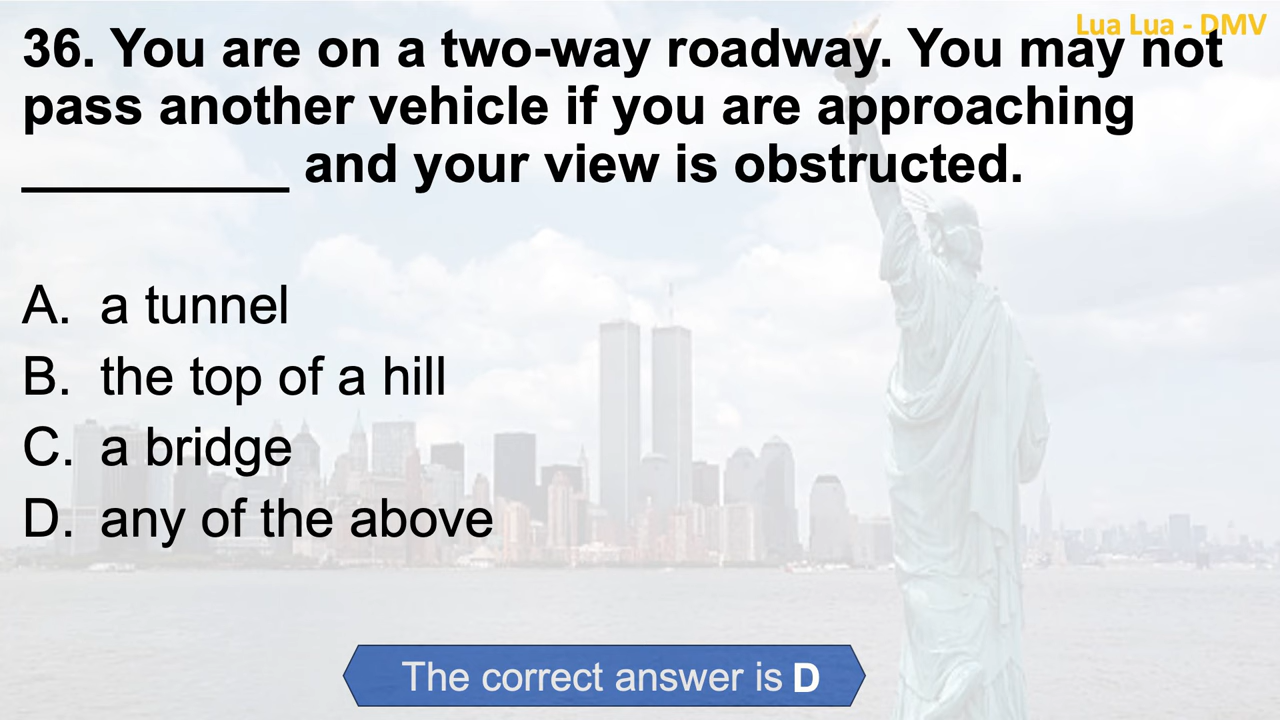 Lua Lua - DMV
36. You are on a two-way roadway. You may not
pass another vehicle if you are approaching
__________ and your view is obstructed.
A. a tunnel
B. the top of a hill
C. a bridge
D. any of the above
The correct answer is D